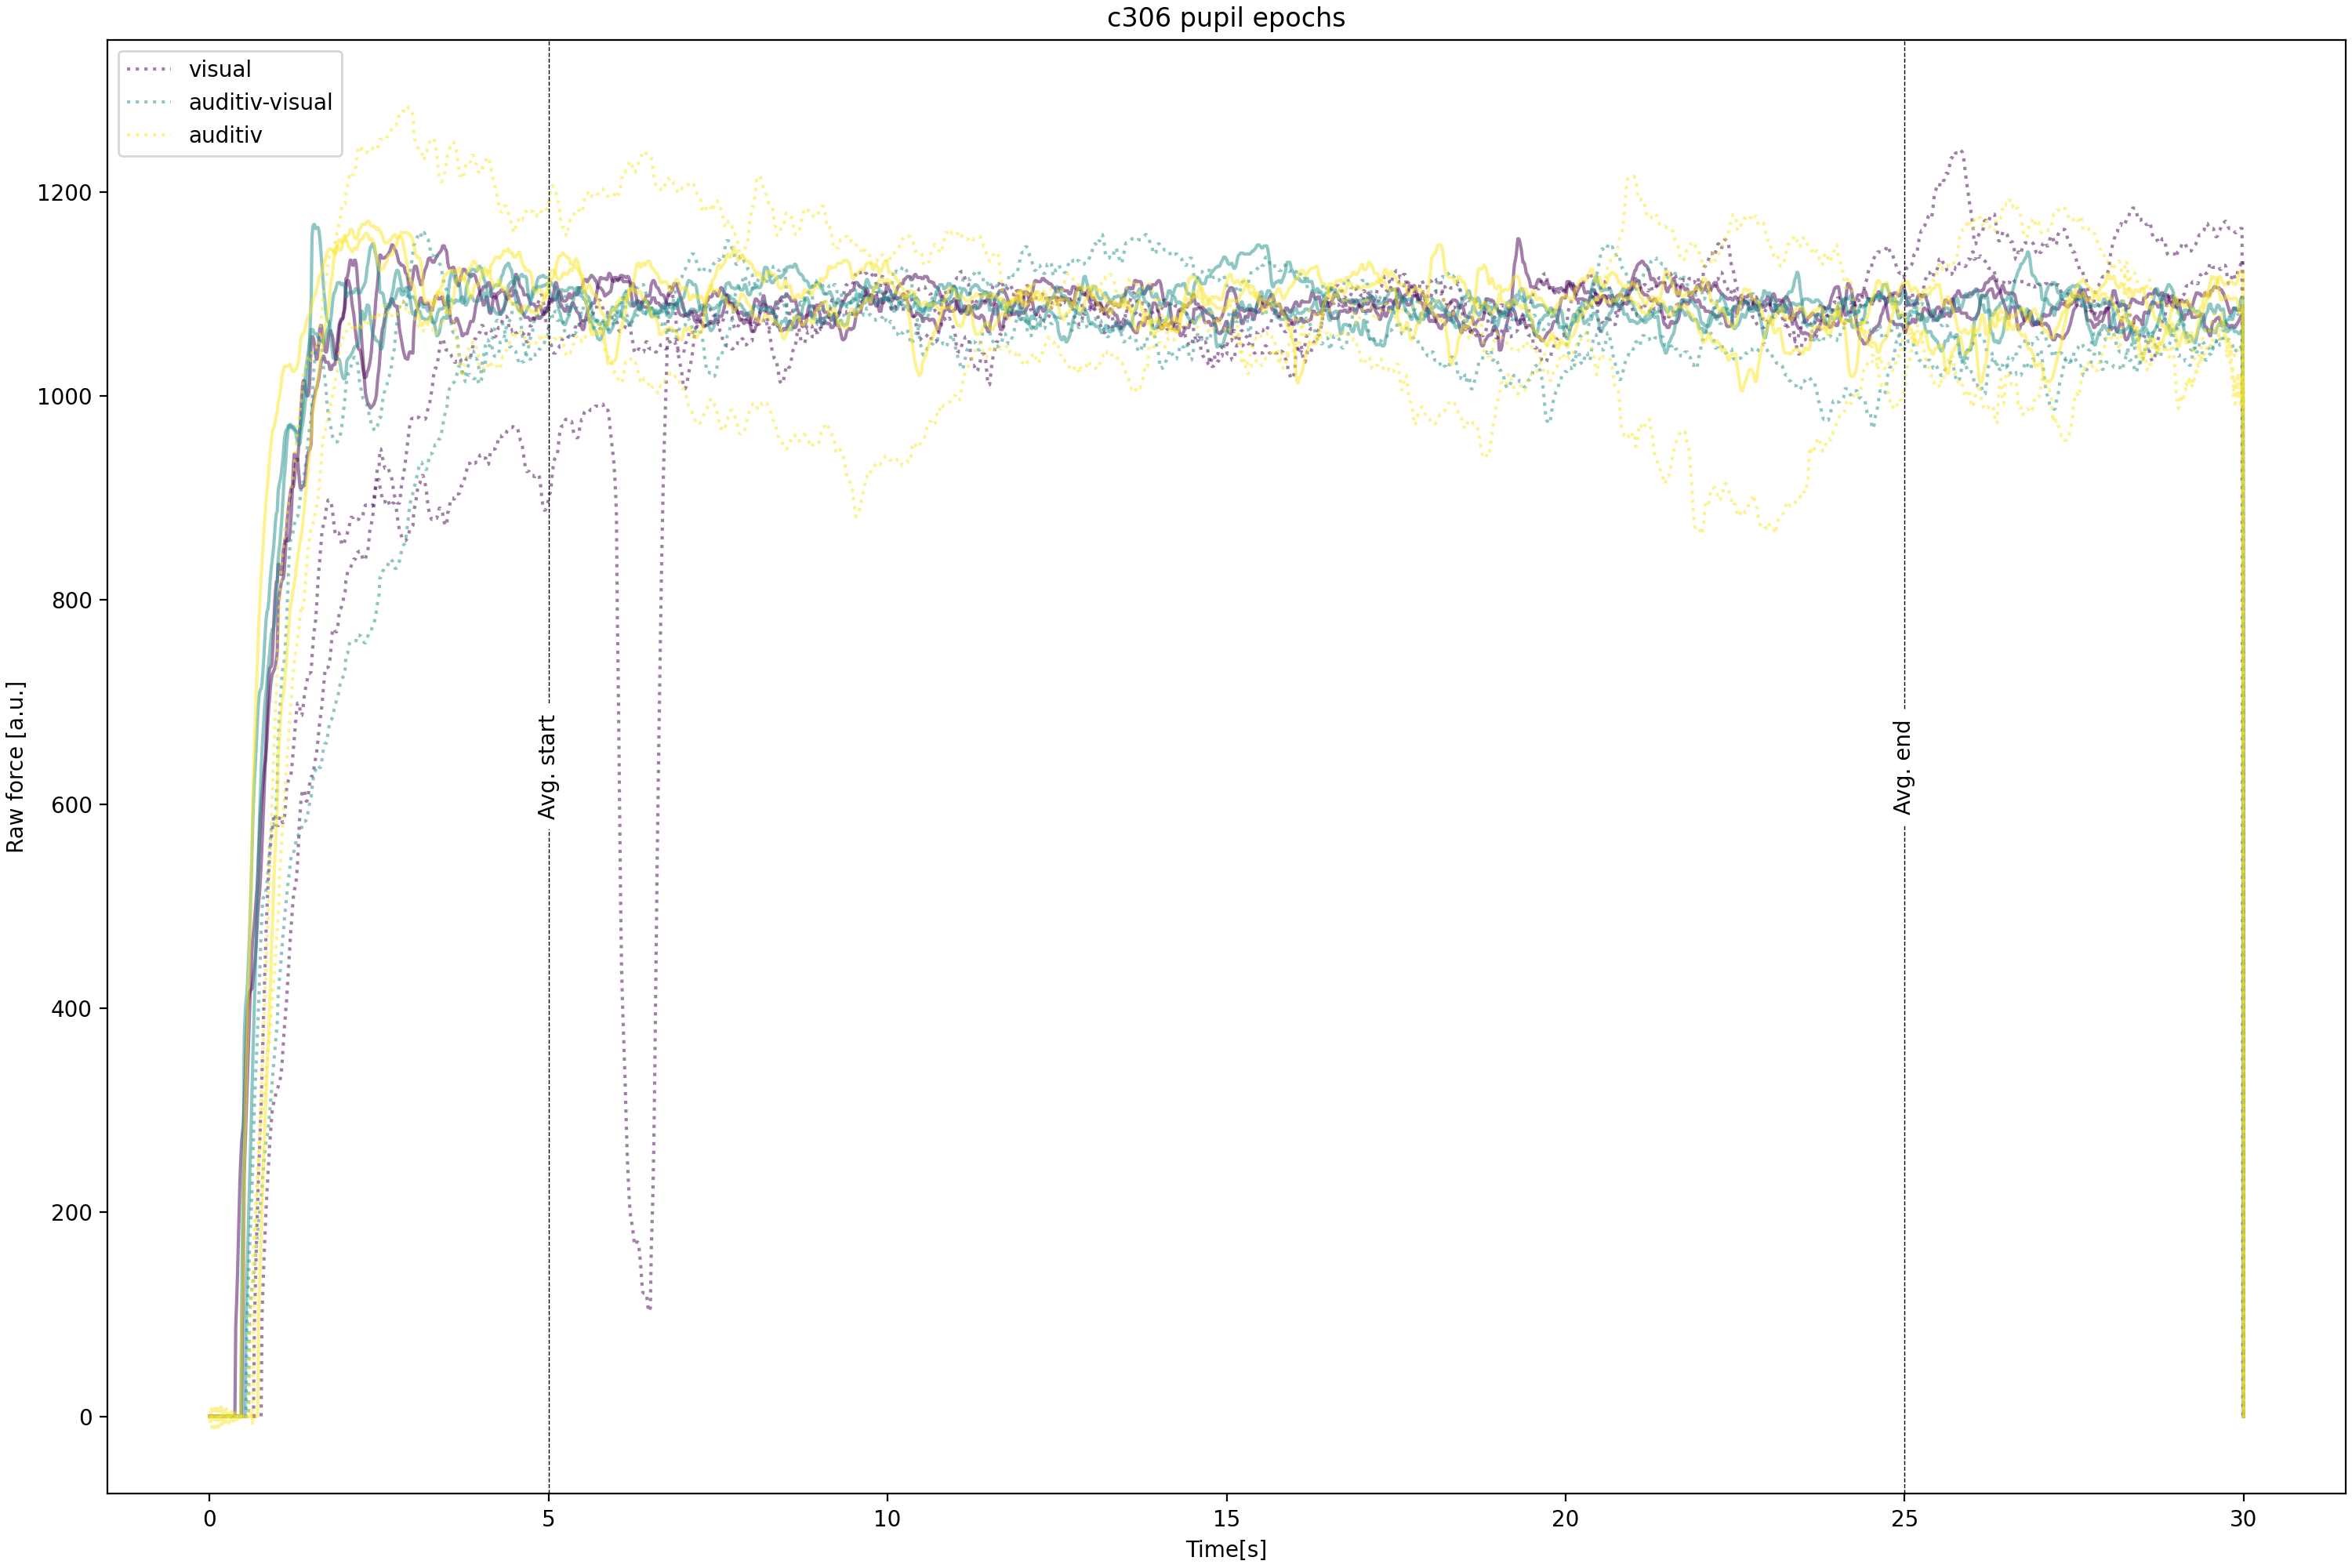 c306 pupil epochs
visual
auditiv-visual
auditiv
1200
1000
800
600
400
200
0
Raw force [a.u.]
Avg. start
Avg. end
0
5
10
15
20
25
30
Time[s]